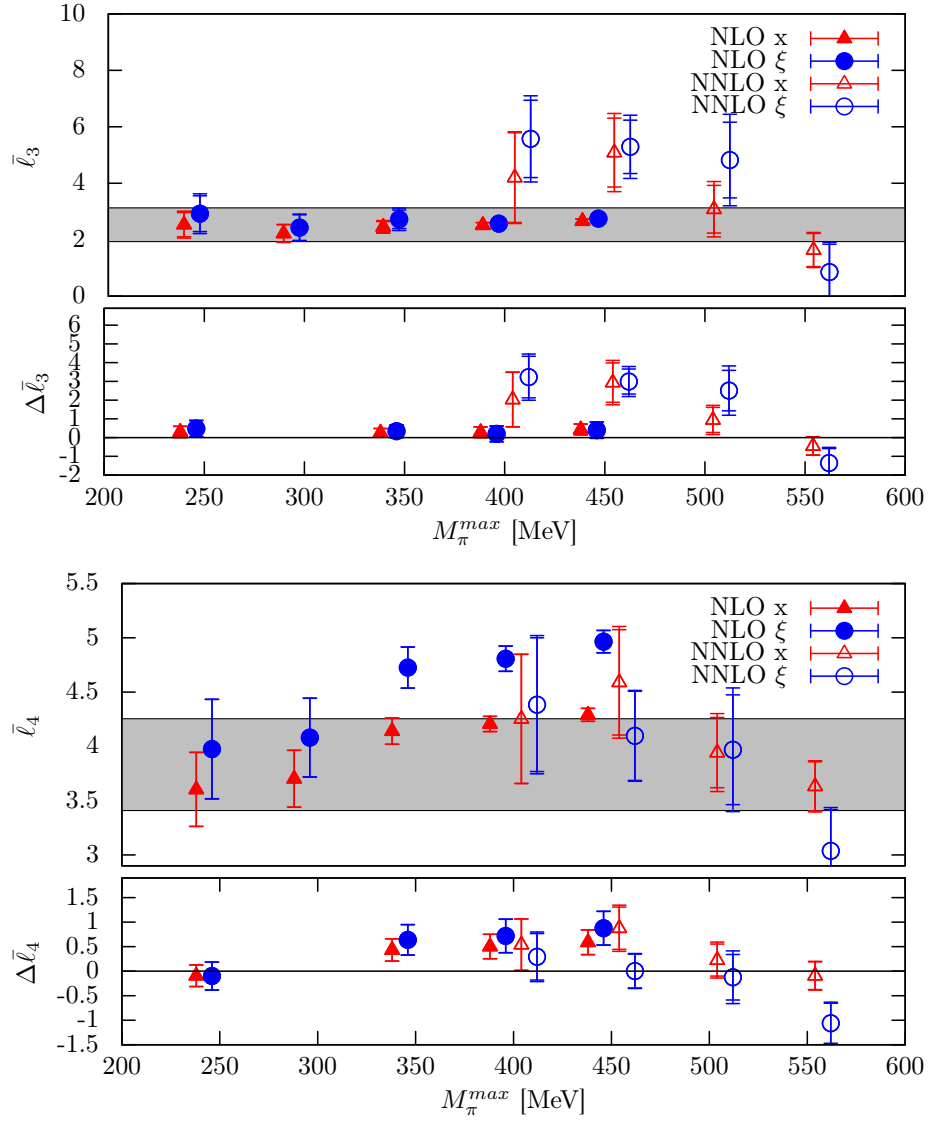 10
8
6
4
2
0
ℓ̄₃
NLO x
NLO ξ
NNLO x
NNLO ξ
6
5
4
3
2
1
0
-1
-2
Δℓ̄₃
200 250 300 350 400 450 500 550 600
M_π^{max} [MeV]
5.5
5
4.5
4
3.5
3
ℓ̄₄
NLO x
NLO ξ
NNLO x
NNLO ξ
1.5
1
0.5
0
-0.5
-1
-1.5
Δℓ̄₄
200 250 300 350 400 450 500 550 600
M_π^{max} [MeV]